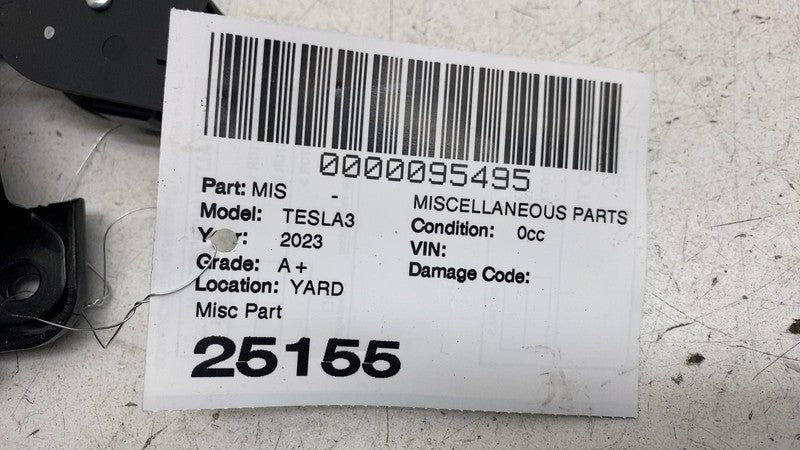 0000095495
Part: MIS -
MISCELLANEOUS PARTS
Model: TESLA3
Condition: 0cc
Year: 2023
VIN:
Grade: A+
Damage Code:
Location: YARD
Misc Part
25155